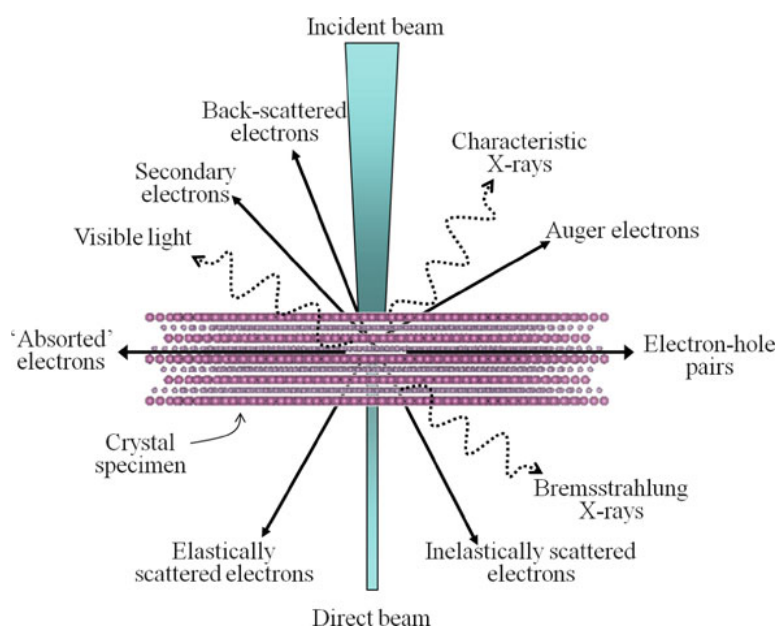 Incident beam
Back-scattered
electrons
Characteristic
X-rays
Secondary
electrons
Visible light
Auger electrons
‘Absorted’
electrons
Electron-hole
pairs
Crystal
specimen
Bremsstrahlung
X-rays
Elastically
scattered electrons
Inelastically scattered
electrons
Direct beam